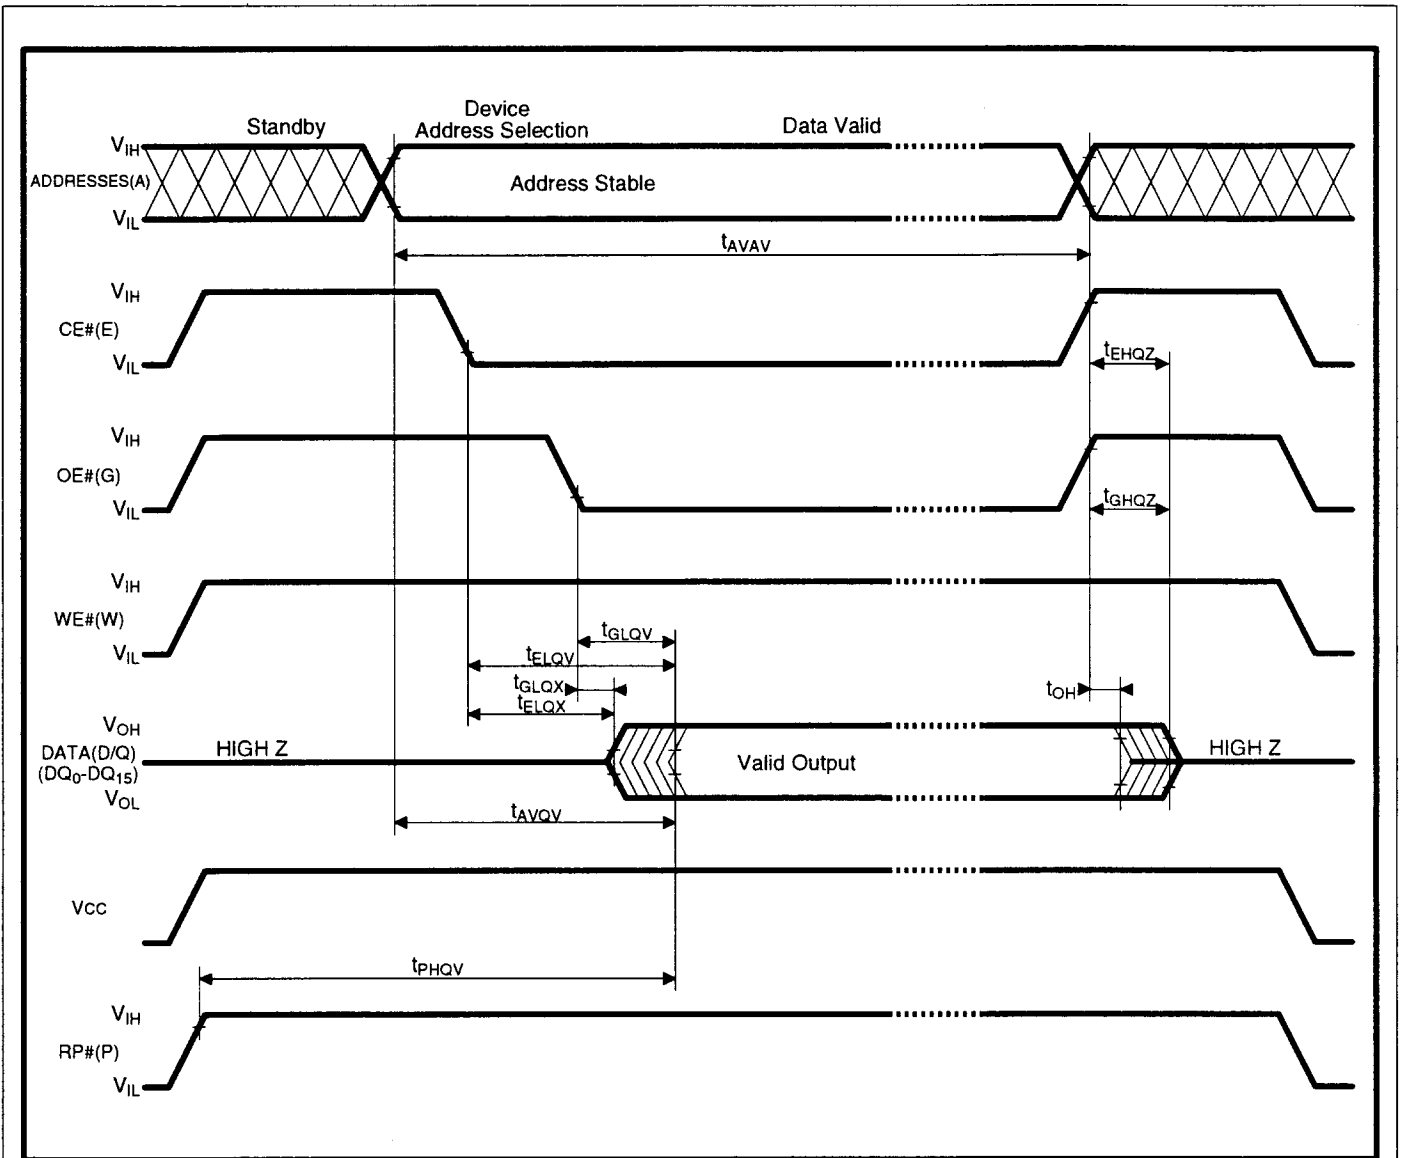 Device
Standby Address Selection Data Valid
VIH
ADDRESSES(A) Address Stable
VIL
tAVAV
VIH
CE#(E)
VIL
tEHQZ
VIH
OE#(G)
VIL
tGHQZ
VIH
WE#(W)
VIL
tGLQV
tELQV
tGLQX
tELQX
tOH
VOH
DATA(D/Q) HIGH Z Valid Output HIGH Z
(DQ0-DQ15)
VOL
tAVQV
VCC
tPHQV
VIH
RP#(P)
VIL